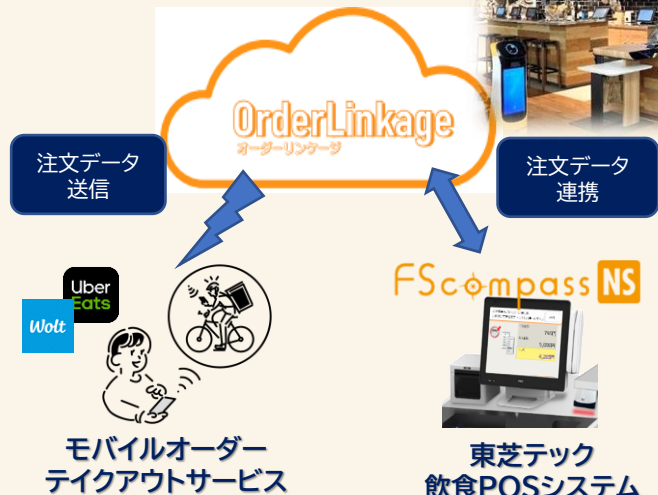 OrderLinkage
オーダーリンケージ
注文データ
送信
注文データ
連携
Uber
Eats
Wolt
FScompass NS
モバイルオーダー
テイクアウトサービス
東芝テック
飲食POSシステム